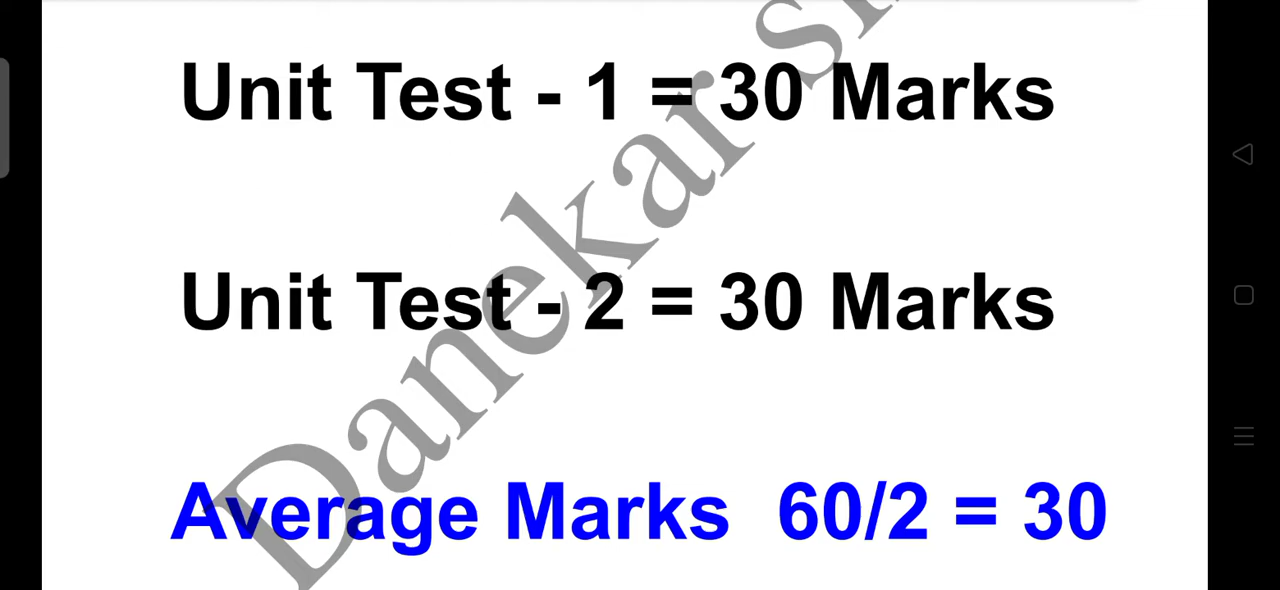 Unit Test - 1 = 30 Marks
Unit Test - 2 = 30 Marks
Average Marks 60/2 = 30
Danekar